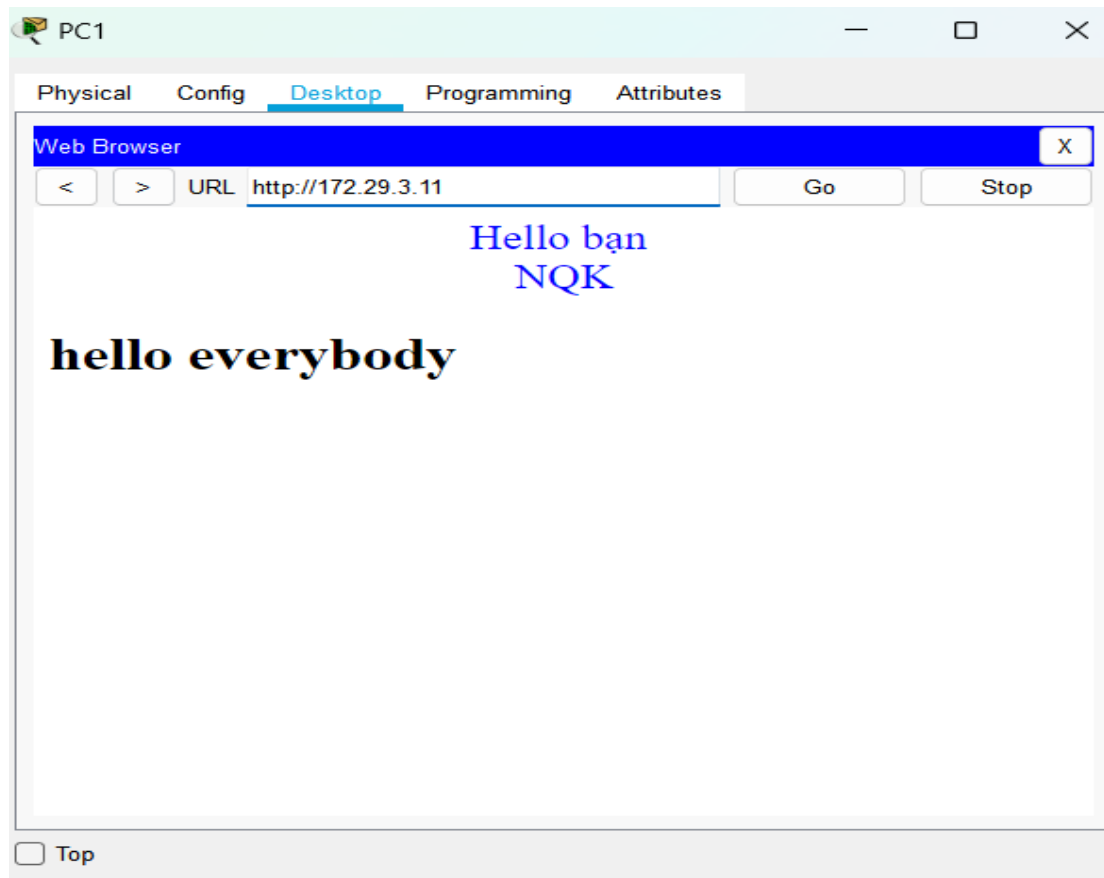 PC1
Physical Config Desktop Programming Attributes
Web Browser X
< > URL http://172.29.3.11 Go Stop
Hello bạn
NQK
hello everybody
Top